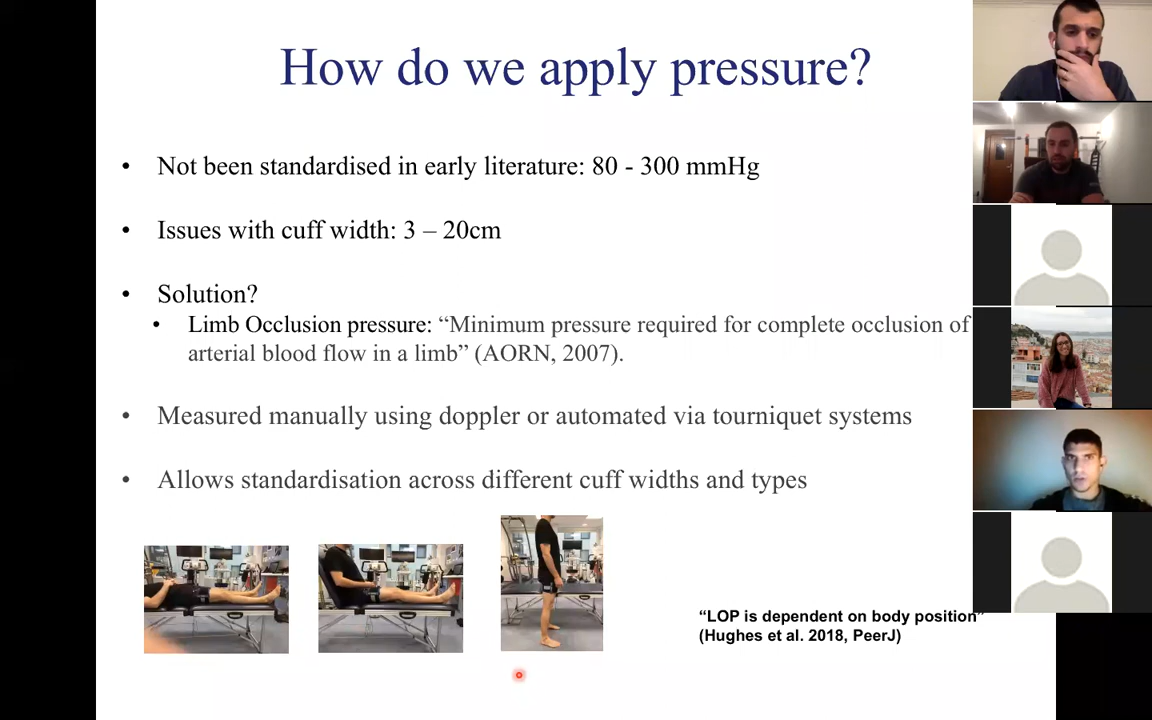 How do we apply pressure?
• Not been standardised in early literature: 80 - 300 mmHg
• Issues with cuff width: 3 – 20cm
• Solution?
• Limb Occlusion pressure: “Minimum pressure required for complete occlusion of
arterial blood flow in a limb” (AORN, 2007).
• Measured manually using doppler or automated via tourniquet systems
• Allows standardisation across different cuff widths and types
“LOP is dependent on body position”
(Hughes et al. 2018, PeerJ)